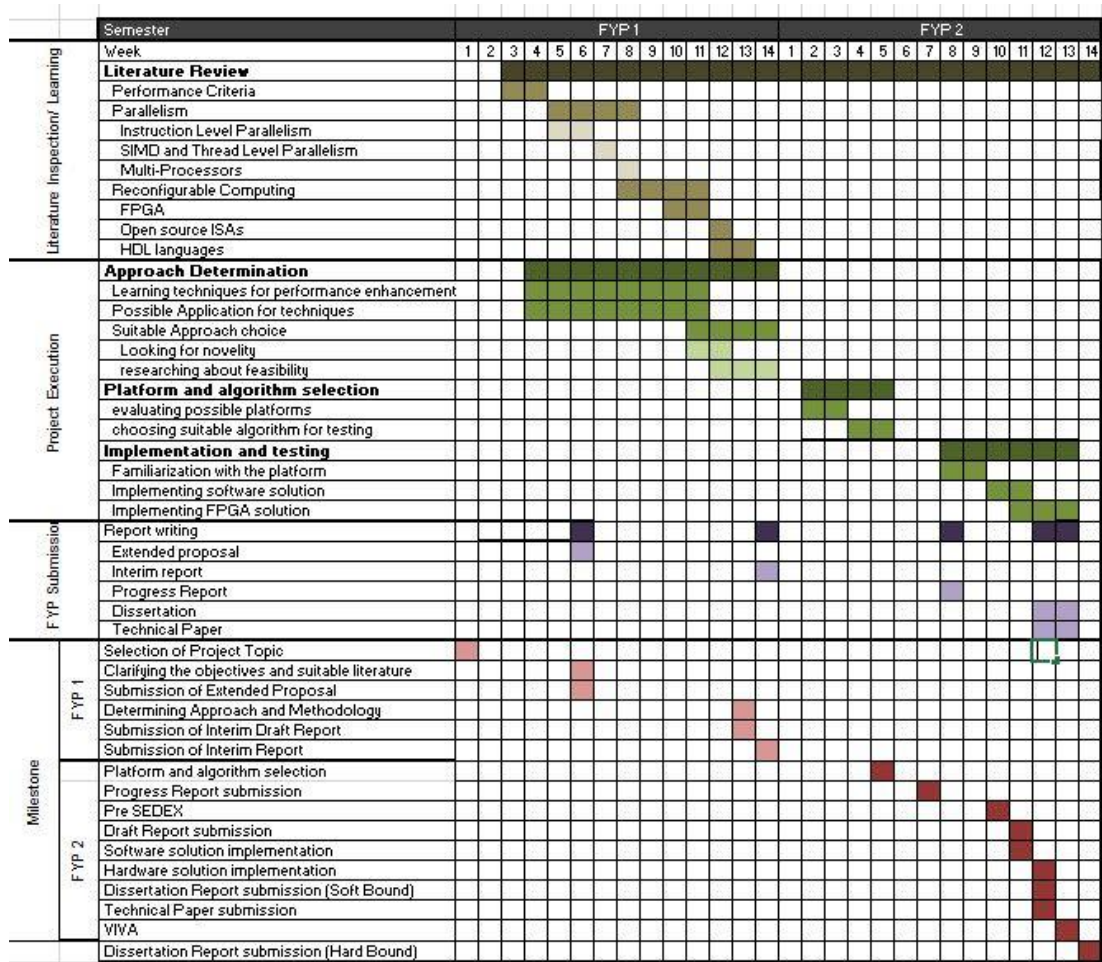 Semester FYP 1 FYP 2
Week 1 2 3 4 5 6 7 8 9 10 11 12 13 14 1 2 3 4 5 6 7 8 9 10 11 12 13 14
Literature Inspection/ Learning
Literature Review
Performance Criteria
Parallelism
Instruction Level Parallelism
SIMD and Thread Level Parallelism
Multi-Processors
Reconfigurable Computing
FPGA
Open source ISAs
HDL languages
Project Execution
Approach Determination
Learning techniques for performance enhancement
Possible Application for techniques
Suitable Approach choice
Looking for novelity
researching about feasibility
Platform and algorithm selection
evaluating possible platforms
choosing suitable algorithm for testing
Implementation and testing
Familiarization with the platform
Implementing software solution
Implementing FPGA solution
FYP Submission
Report writing
Extended proposal
Interim report
Progress Report
Dissertation
Technical Paper
Milestone
FYP 1
Selection of Project Topic
Clarifying the objectives and suitable literature
Submission of Extended Proposal
Determining Approach and Methodology
Submission of Interim Draft Report
Submission of Interim Report
FYP 2
Platform and algorithm selection
Progress Report submission
Pre SEDEX
Draft Report submission
Software solution implementation
Hardware solution implementation
Dissertation Report submission (Soft Bound)
Technical Paper submission
VIVA
Dissertation Report submission (Hard Bound)